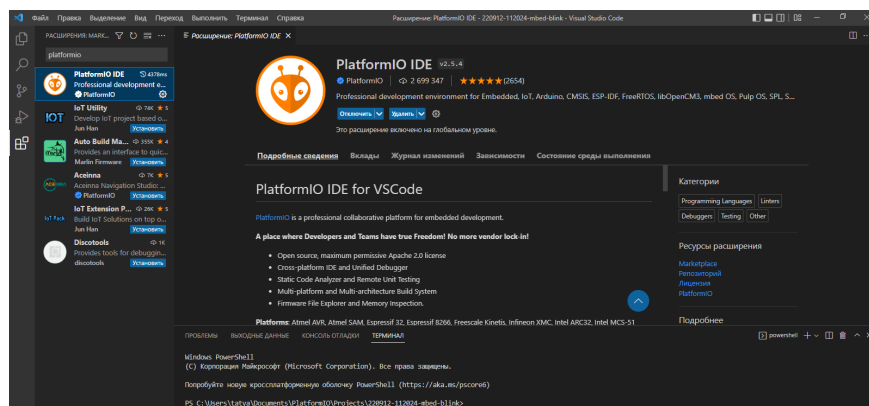 Файл Правка Выделение Вид Переход Выполнить Терминал Справка
Расширение: PlatformIO IDE - 220912-112024-mbed-blink - Visual Studio Code
РАСШИРЕНИЯ: MARK...
platformio
PlatformIO IDE 4378ms
Professional development e...
PlatformIO
IoT Utility 74K 5
Develop IoT project based o...
Jun Han Установить
Auto Build Ma... 355K 4
Provides an interface to quic...
Marlin Firmware Установить
Aceinna 7K 5
Aceinna Navigation Studio: ...
PlatformIO Установить
IoT Extension P... 26K 5
Build IoT Solutions on top o...
Jun Han Установить
Discotools 1K
Provides tools for debuggin...
discotools Установить
Расширение: PlatformIO IDE
PlatformIO IDE v2.5.4
PlatformIO 2 699 347 (2654)
Professional development environment for Embedded, IoT, Arduino, CMSIS, ESP-IDF, FreeRTOS, libOpenCM3, mbed OS, Pulp OS, SPL, S...
Отключить Удалить
Это расширение включено на глобальном уровне.
Подробные сведения Вклады Журнал изменений Зависимости Состояние среды выполнения
PlatformIO IDE for VSCode
PlatformIO is a professional collaborative platform for embedded development.
A place where Developers and Teams have true Freedom! No more vendor lock-in!
• Open source, maximum permissive Apache 2.0 license
• Cross-platform IDE and Unified Debugger
• Static Code Analyzer and Remote Unit Testing
• Multi-platform and Multi-architecture Build System
• Firmware File Explorer and Memory Inspection.
Platforms: Atmel AVR, Atmel SAM, Espressif 32, Espressif 8266, Freescale Kinetis, Infineon XMC, Intel ARC32, Intel MCS-51
Категории
Programming Languages Linters
Debuggers Testing Other
Ресурсы расширения
Marketplace
Репозиторий
Лицензия
PlatformIO
Подробнее
ПРОБЛЕМЫ ВЫХОДНЫЕ ДАННЫЕ КОНСОЛЬ ОТЛАДКИ ТЕРМИНАЛ
powershell
Windows PowerShell
(C) Корпорация Майкрософт (Microsoft Corporation). Все права защищены.
Попробуйте новую кроссплатформенную оболочку PowerShell (https://aka.ms/pscore6)
PS C:\Users\tatya\Documents\PlatformIO\Projects\220912-112024-mbed-blink>